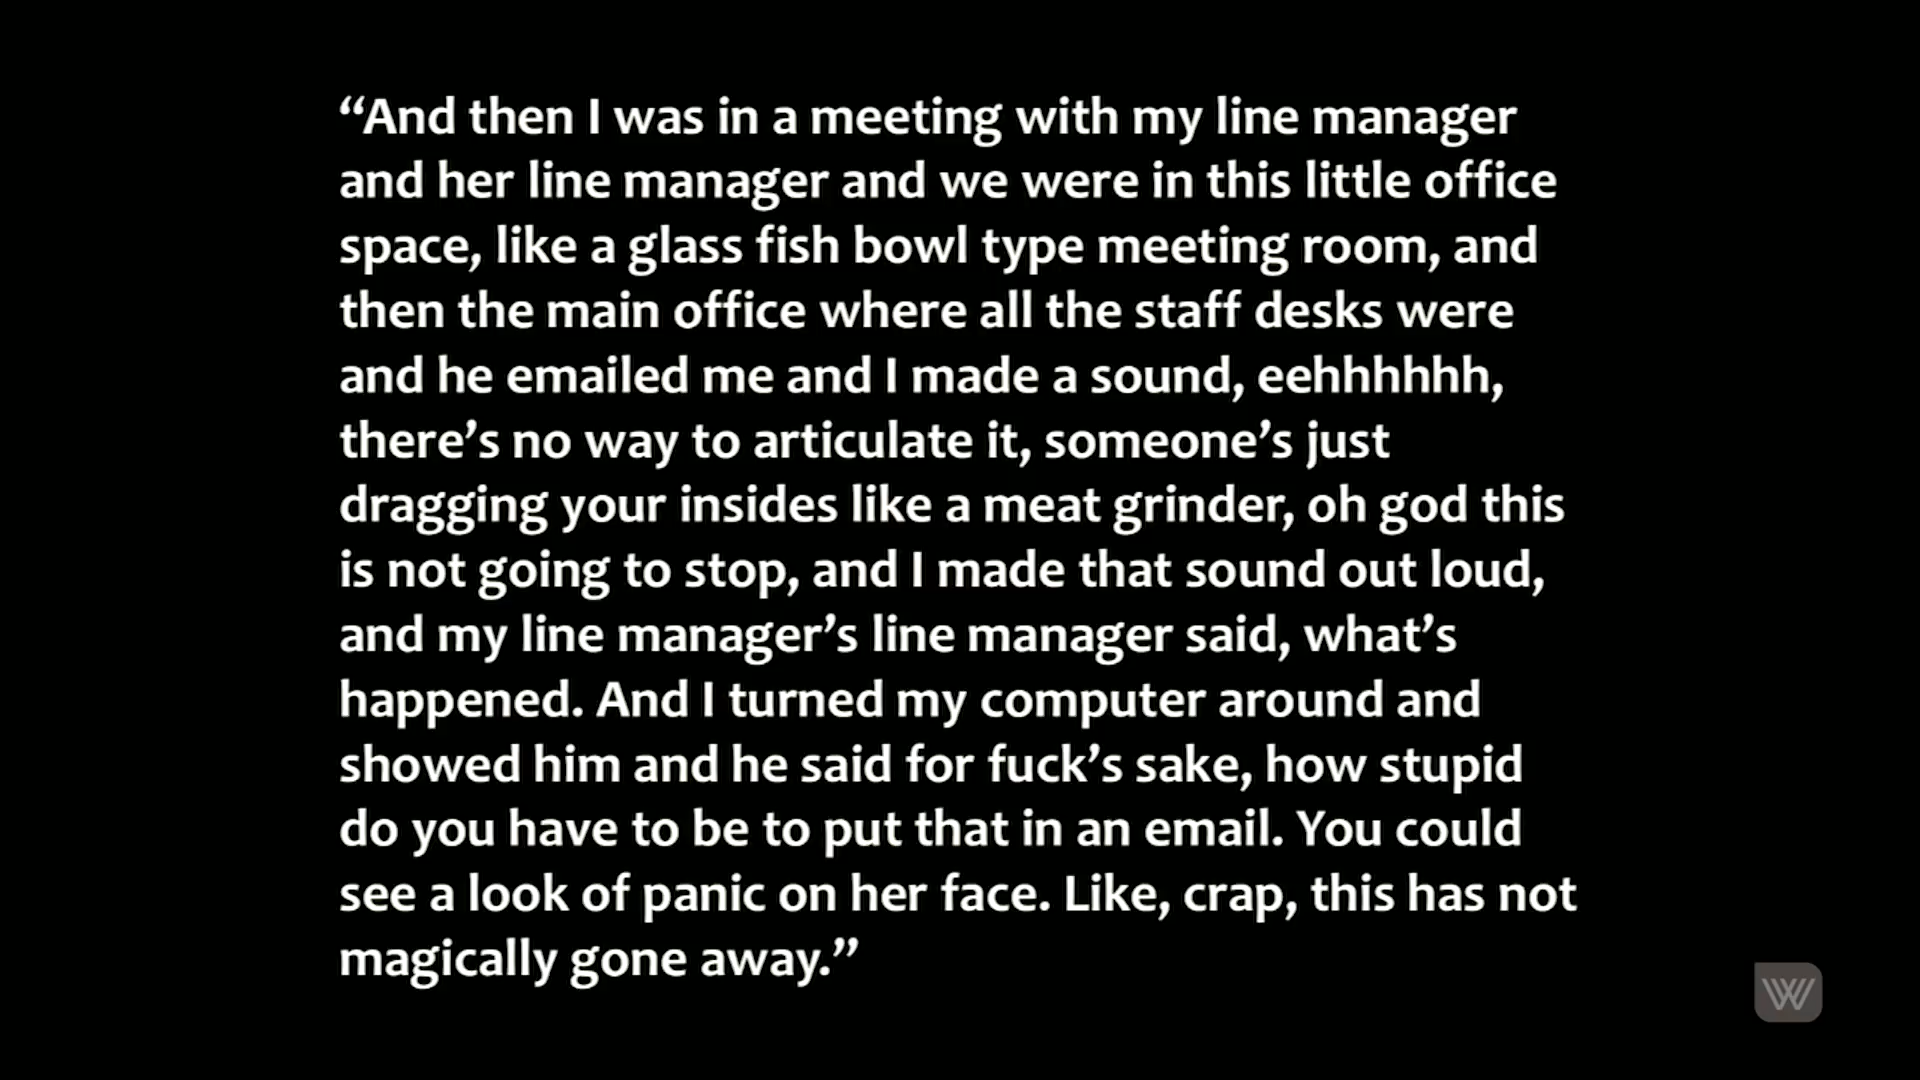 “And then I was in a meeting with my line manager
and her line manager and we were in this little office
space, like a glass fish bowl type meeting room, and
then the main office where all the staff desks were
and he emailed me and I made a sound, eehhhhhh,
there’s no way to articulate it, someone’s just
dragging your insides like a meat grinder, oh god this
is not going to stop, and I made that sound out loud,
and my line manager’s line manager said, what’s
happened. And I turned my computer around and
showed him and he said for fuck’s sake, how stupid
do you have to be to put that in an email. You could
see a look of panic on her face. Like, crap, this has not
magically gone away.”
W